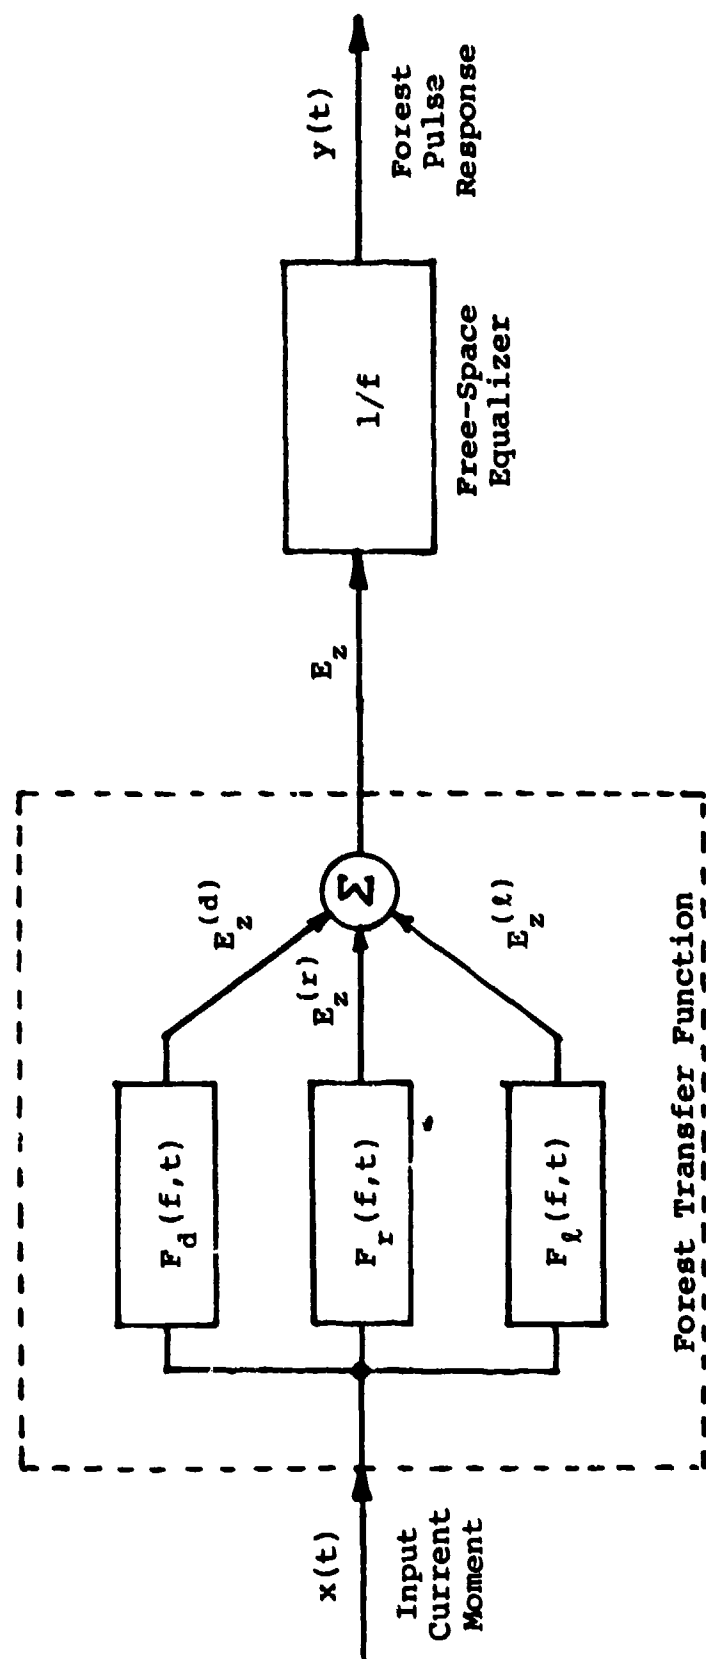 x(t)
Input
Current
Moment
F_d(f,t)
F_r(f,t)
F_ℓ(f,t)
E_z^(d)
E_z^(r)
E_z^(ℓ)
Σ
Forest Transfer Function
E_z
1/f
Free-Space
Equalizer
y(t)
Forest
Pulse
Response